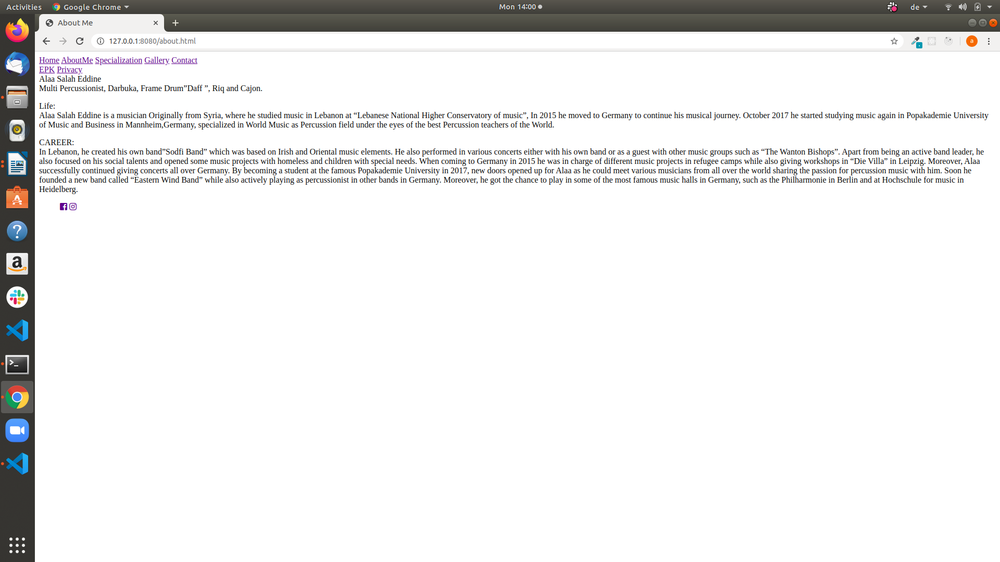 Activities Google Chrome Mon 14:00 de
About Me
127.0.0.1:8080/about.html a
Home AboutMe Specialization Gallery Contact
EPK Privacy
Alaa Salah Eddine
Multi Percussionist, Darbuka, Frame Drum”Daff ”, Riq and Cajon.
Life:
Alaa Salah Eddine is a musician Originally from Syria, where he studied music in Lebanon at “Lebanese National Higher Conservatory of music”, In 2015 he moved to Germany to continue his musical journey. October 2017 he started studying music again in Popakademie University
of Music and Business in Mannheim,Germany, specialized in World Music as Percussion field under the eyes of the best Percussion teachers of the World.
CAREER:
In Lebanon, he created his own band”Sodfi Band” which was based on Irish and Oriental music elements. He also performed in various concerts either with his own band or as a guest with other music groups such as “The Wanton Bishops”. Apart from being an active band leader, he
also focused on his social talents and opened some music projects with homeless and children with special needs. When coming to Germany in 2015 he was in charge of different music projects in refugee camps while also giving workshops in “Die Villa” in Leipzig. Moreover, Alaa
successfully continued giving concerts all over Germany. By becoming a student at the famous Popakademie University in 2017, new doors opened up for Alaa as he could meet various musicians from all over the world sharing the passion for percussion music with him. Soon he
founded a new band called “Eastern Wind Band” while also actively playing as percussionist in other bands in Germany. Moreover, he got the chance to play in some of the most famous music halls in Germany, such as the Philharmonie in Berlin and at Hochschule for music in
Heidelberg.